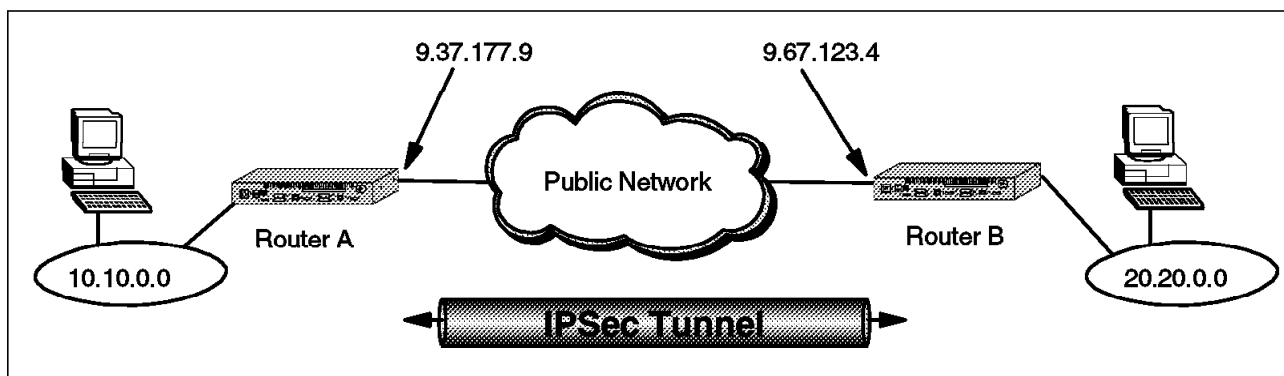 9.37.177.9
9.67.123.4
Public Network
Router A
Router B
10.10.0.0
20.20.0.0
IPSec Tunnel